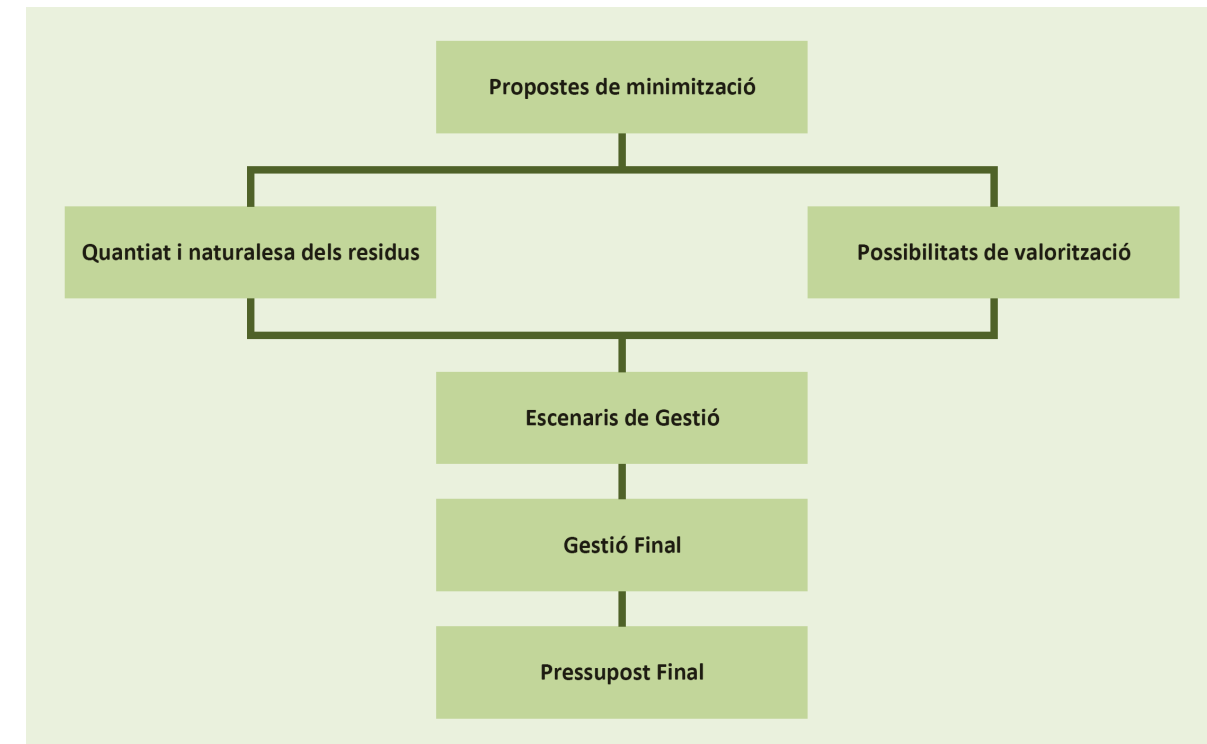 Propostes de minimització
Quantiat i naturalesa dels residus
Possibilitats de valorització
Escenaris de Gestió
Gestió Final
Pressupost Final